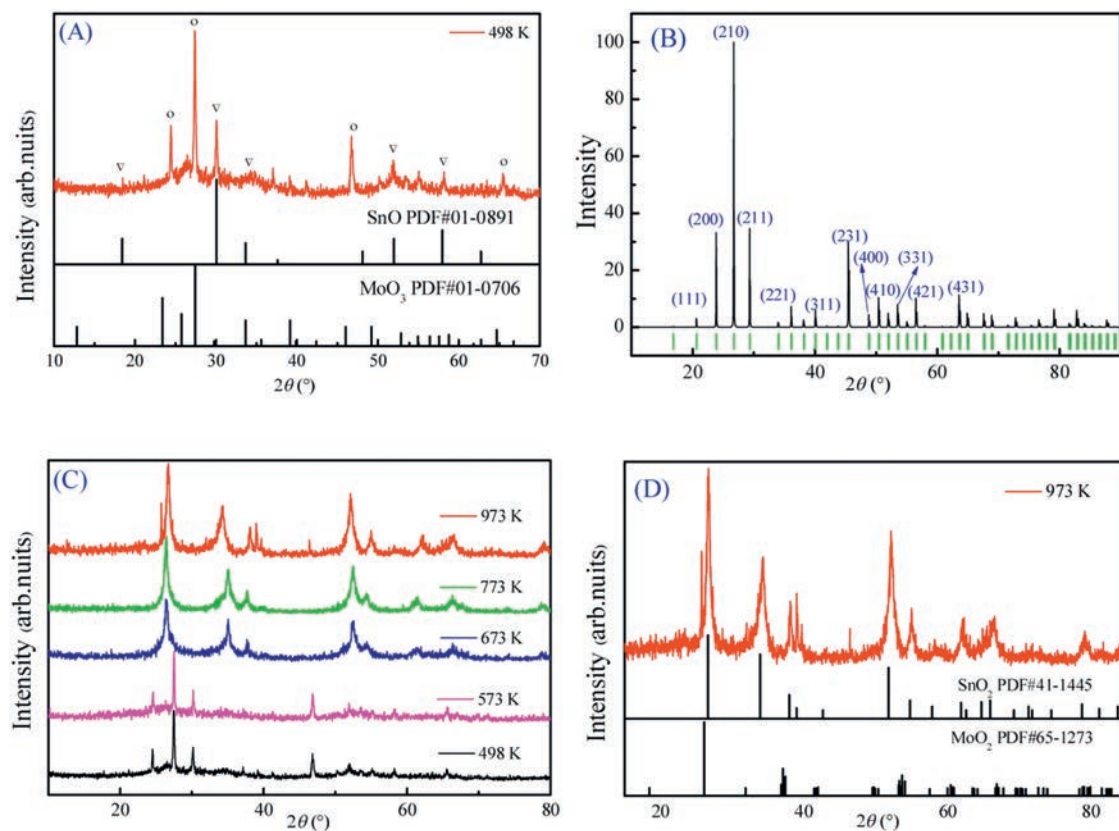 (A)
498 K
o
o
∇
o
∇
∇
∇
∇
o
SnO PDF#01-0891
MoO3 PDF#01-0706
Intensity (arb.nuits)
10 20 30 40 50 60 70
2θ (°)
(B)
100
80
60
40
20
0
Intensity
(210)
(200)
(211)
(231)
(400)
(331)
(111)
(221)
(311)
(410)
(421)
(431)
20 40 60 80
2θ (°)
(C)
973 K
773 K
673 K
573 K
498 K
Intensity (arb.nuits)
20 40 60 80
2θ (°)
(D)
973 K
SnO2 PDF#41-1445
MoO2 PDF#65-1273
Intensity (arb.nuits)
20 40 60 80
2θ (°)